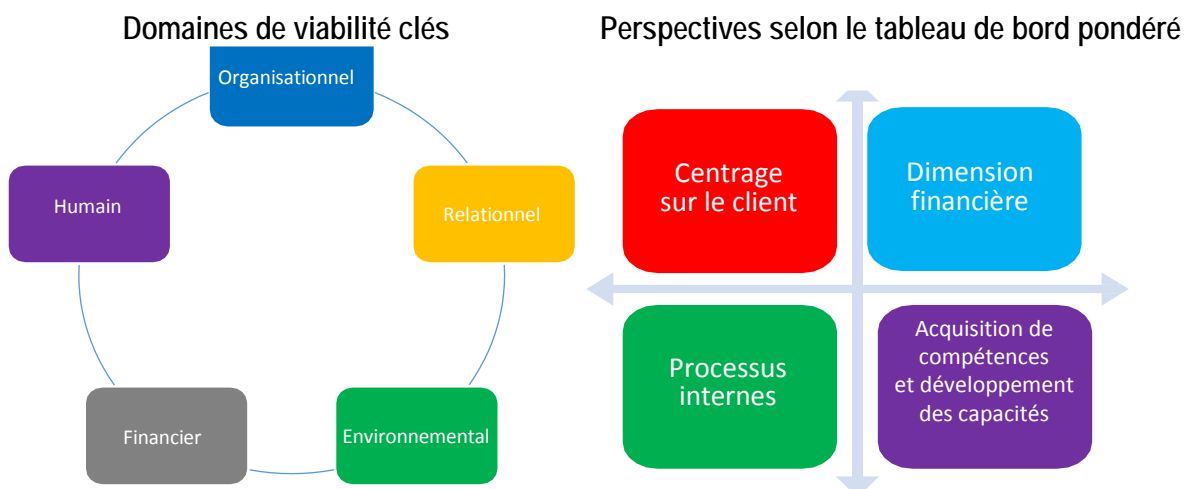 Domaines de viabilité clés
Organisationnel
Humain
Relationnel
Financier
Environnemental
Perspectives selon le tableau de bord pondéré
Centrage
sur le client
Dimension
financière
Processus
internes
Acquisition de
compétences
et développement
des capacités